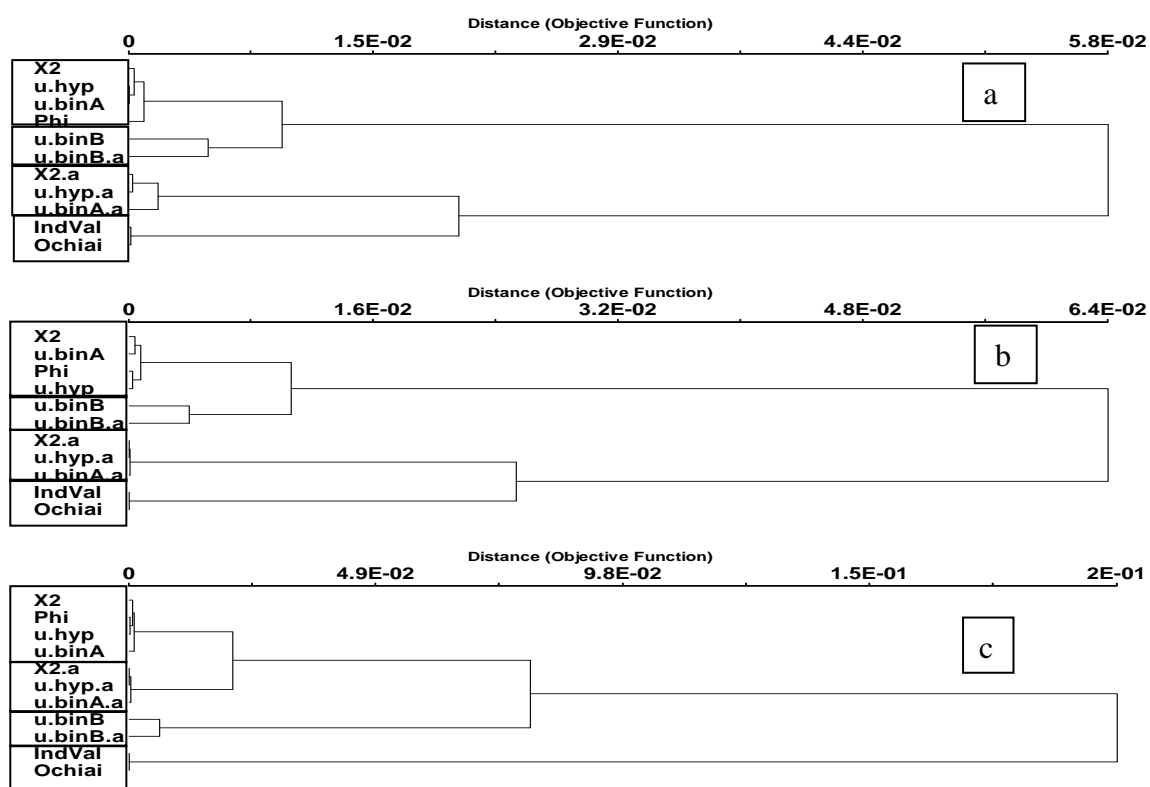 Distance (Objective Function)
0 1.5E-02 2.9E-02 4.4E-02 5.8E-02
X2
u.hyp
u.binA
Phi
u.binB
u.binB.a
X2.a
u.hyp.a
u.binA.a
IndVal
Ochiai
a
Distance (Objective Function)
0 1.6E-02 3.2E-02 4.8E-02 6.4E-02
X2
u.binA
Phi
u.hyp
u.binB
u.binB.a
X2.a
u.hyp.a
u.binA.a
IndVal
Ochiai
b
Distance (Objective Function)
0 4.9E-02 9.8E-02 1.5E-01 2E-01
X2
Phi
u.hyp
u.binA
X2.a
u.hyp.a
u.binA.a
u.binB
u.binB.a
IndVal
Ochiai
c